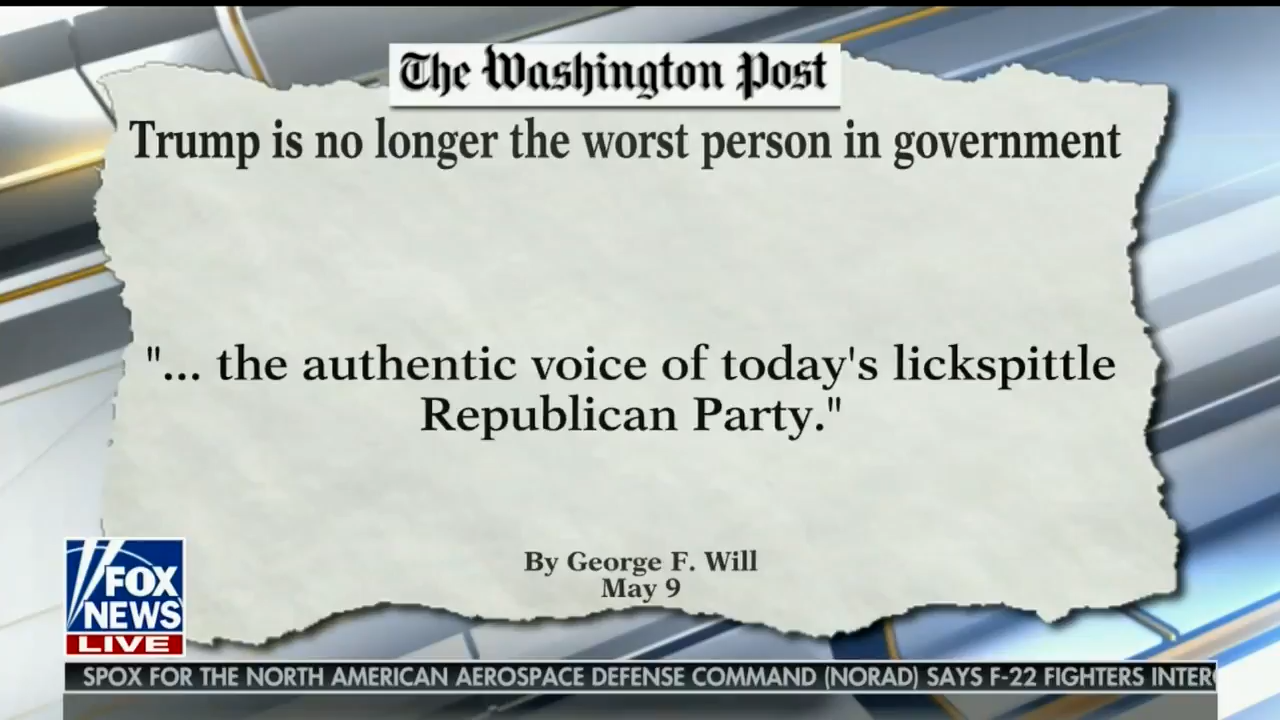 The Washington Post
Trump is no longer the worst person in government
"... the authentic voice of today's lickspittle
Republican Party."
By George F. Will
May 9
FOX
NEWS
LIVE
SPOX FOR THE NORTH AMERICAN AEROSPACE DEFENSE COMMAND (NORAD) SAYS F-22 FIGHTERS